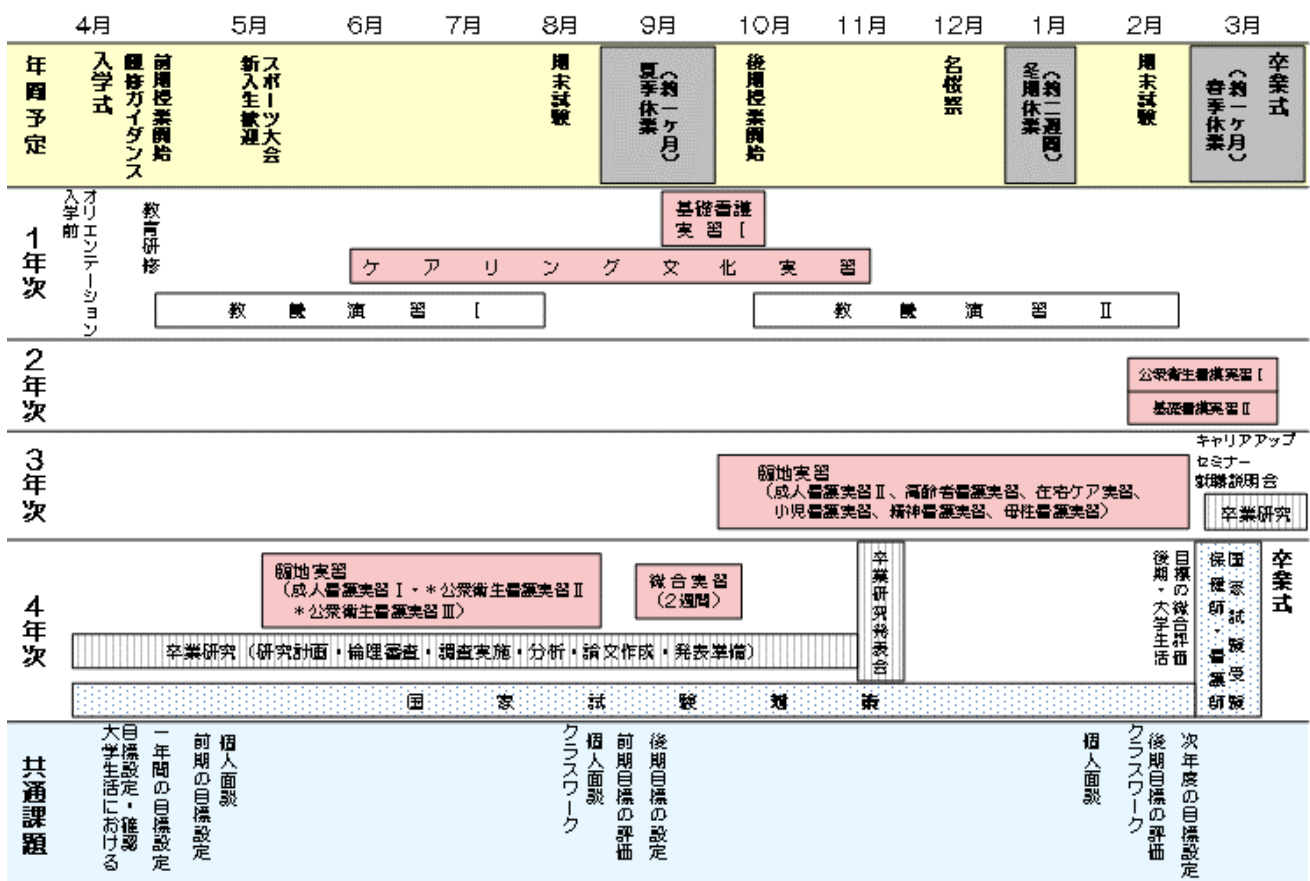 4月 5月 6月 7月 8月 9月 10月 11月 12月 1月 2月 3月
年間予定
入学式
履修ガイダンス
前期授業開始
新入生歓迎
スポーツ大会
期末試験
夏季休業
(約一ヶ月)
後期授業開始
名桜祭
冬期休業
(約二週間)
期末試験
春季休業
(約一ヶ月)
卒業式
1年次
入学前
オリエンテーション
教育研修
基礎看護
実習Ⅰ
ケアリング文化実習
教養演習Ⅰ
教養演習Ⅱ
2年次
公衆衛生看護実習Ⅰ
基礎看護実習Ⅱ
3年次
臨地実習
(成人看護実習Ⅱ、高齢者看護実習、在宅ケア実習、
小児看護実習、精神看護実習、母性看護実習)
キャリアアップ
セミナー
就職説明会
卒業研究
4年次
臨地実習
(成人看護実習Ⅰ・*公衆衛生看護実習Ⅱ
*公衆衛生看護実習Ⅲ)
総合実習
(2週間)
卒業研究(研究計画・倫理審査・調査実施・分析・論文作成・発表準備)
卒業研究発表会
国家試験対策
目標の総合評価
後期・大学生活
国家試験受験
保健師・看護師
卒業式
共通課題
大学生活における
目標設定・確認
一年間の目標設定
前期の目標設定
個人面談
クラスワーク
個人面談
前期目標の評価
後期目標の設定
個人面談
クラスワーク
後期目標の評価
次年度の目標設定